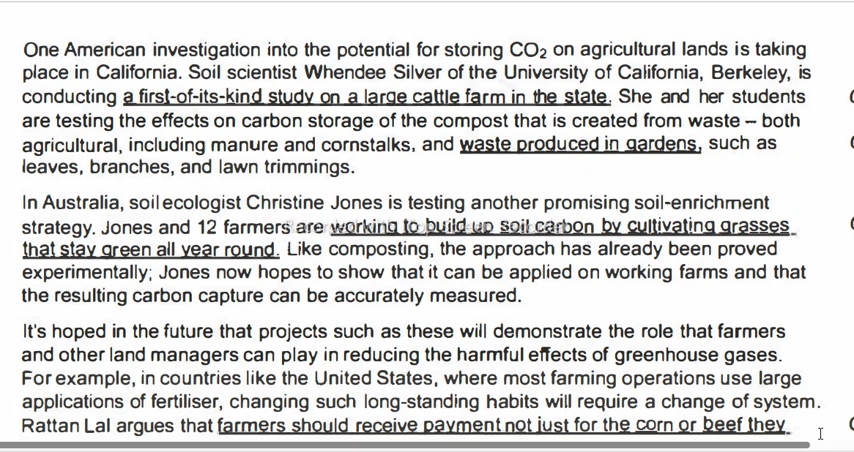 One American investigation into the potential for storing CO₂ on agricultural lands is taking
place in California. Soil scientist Whendee Silver of the University of California, Berkeley, is
conducting a first-of-its-kind study on a large cattle farm in the state. She and her students
are testing the effects on carbon storage of the compost that is created from waste – both
agricultural, including manure and cornstalks, and waste produced in gardens, such as
leaves, branches, and lawn trimmings.
In Australia, soil ecologist Christine Jones is testing another promising soil-enrichment
strategy. Jones and 12 farmers are working to build up soil carbon by cultivating grasses
that stay green all year round. Like composting, the approach has already been proved
experimentally; Jones now hopes to show that it can be applied on working farms and that
the resulting carbon capture can be accurately measured.
It's hoped in the future that projects such as these will demonstrate the role that farmers
and other land managers can play in reducing the harmful effects of greenhouse gases.
For example, in countries like the United States, where most farming operations use large
applications of fertiliser, changing such long-standing habits will require a change of system.
Rattan Lal argues that farmers should receive payment not just for the corn or beef they